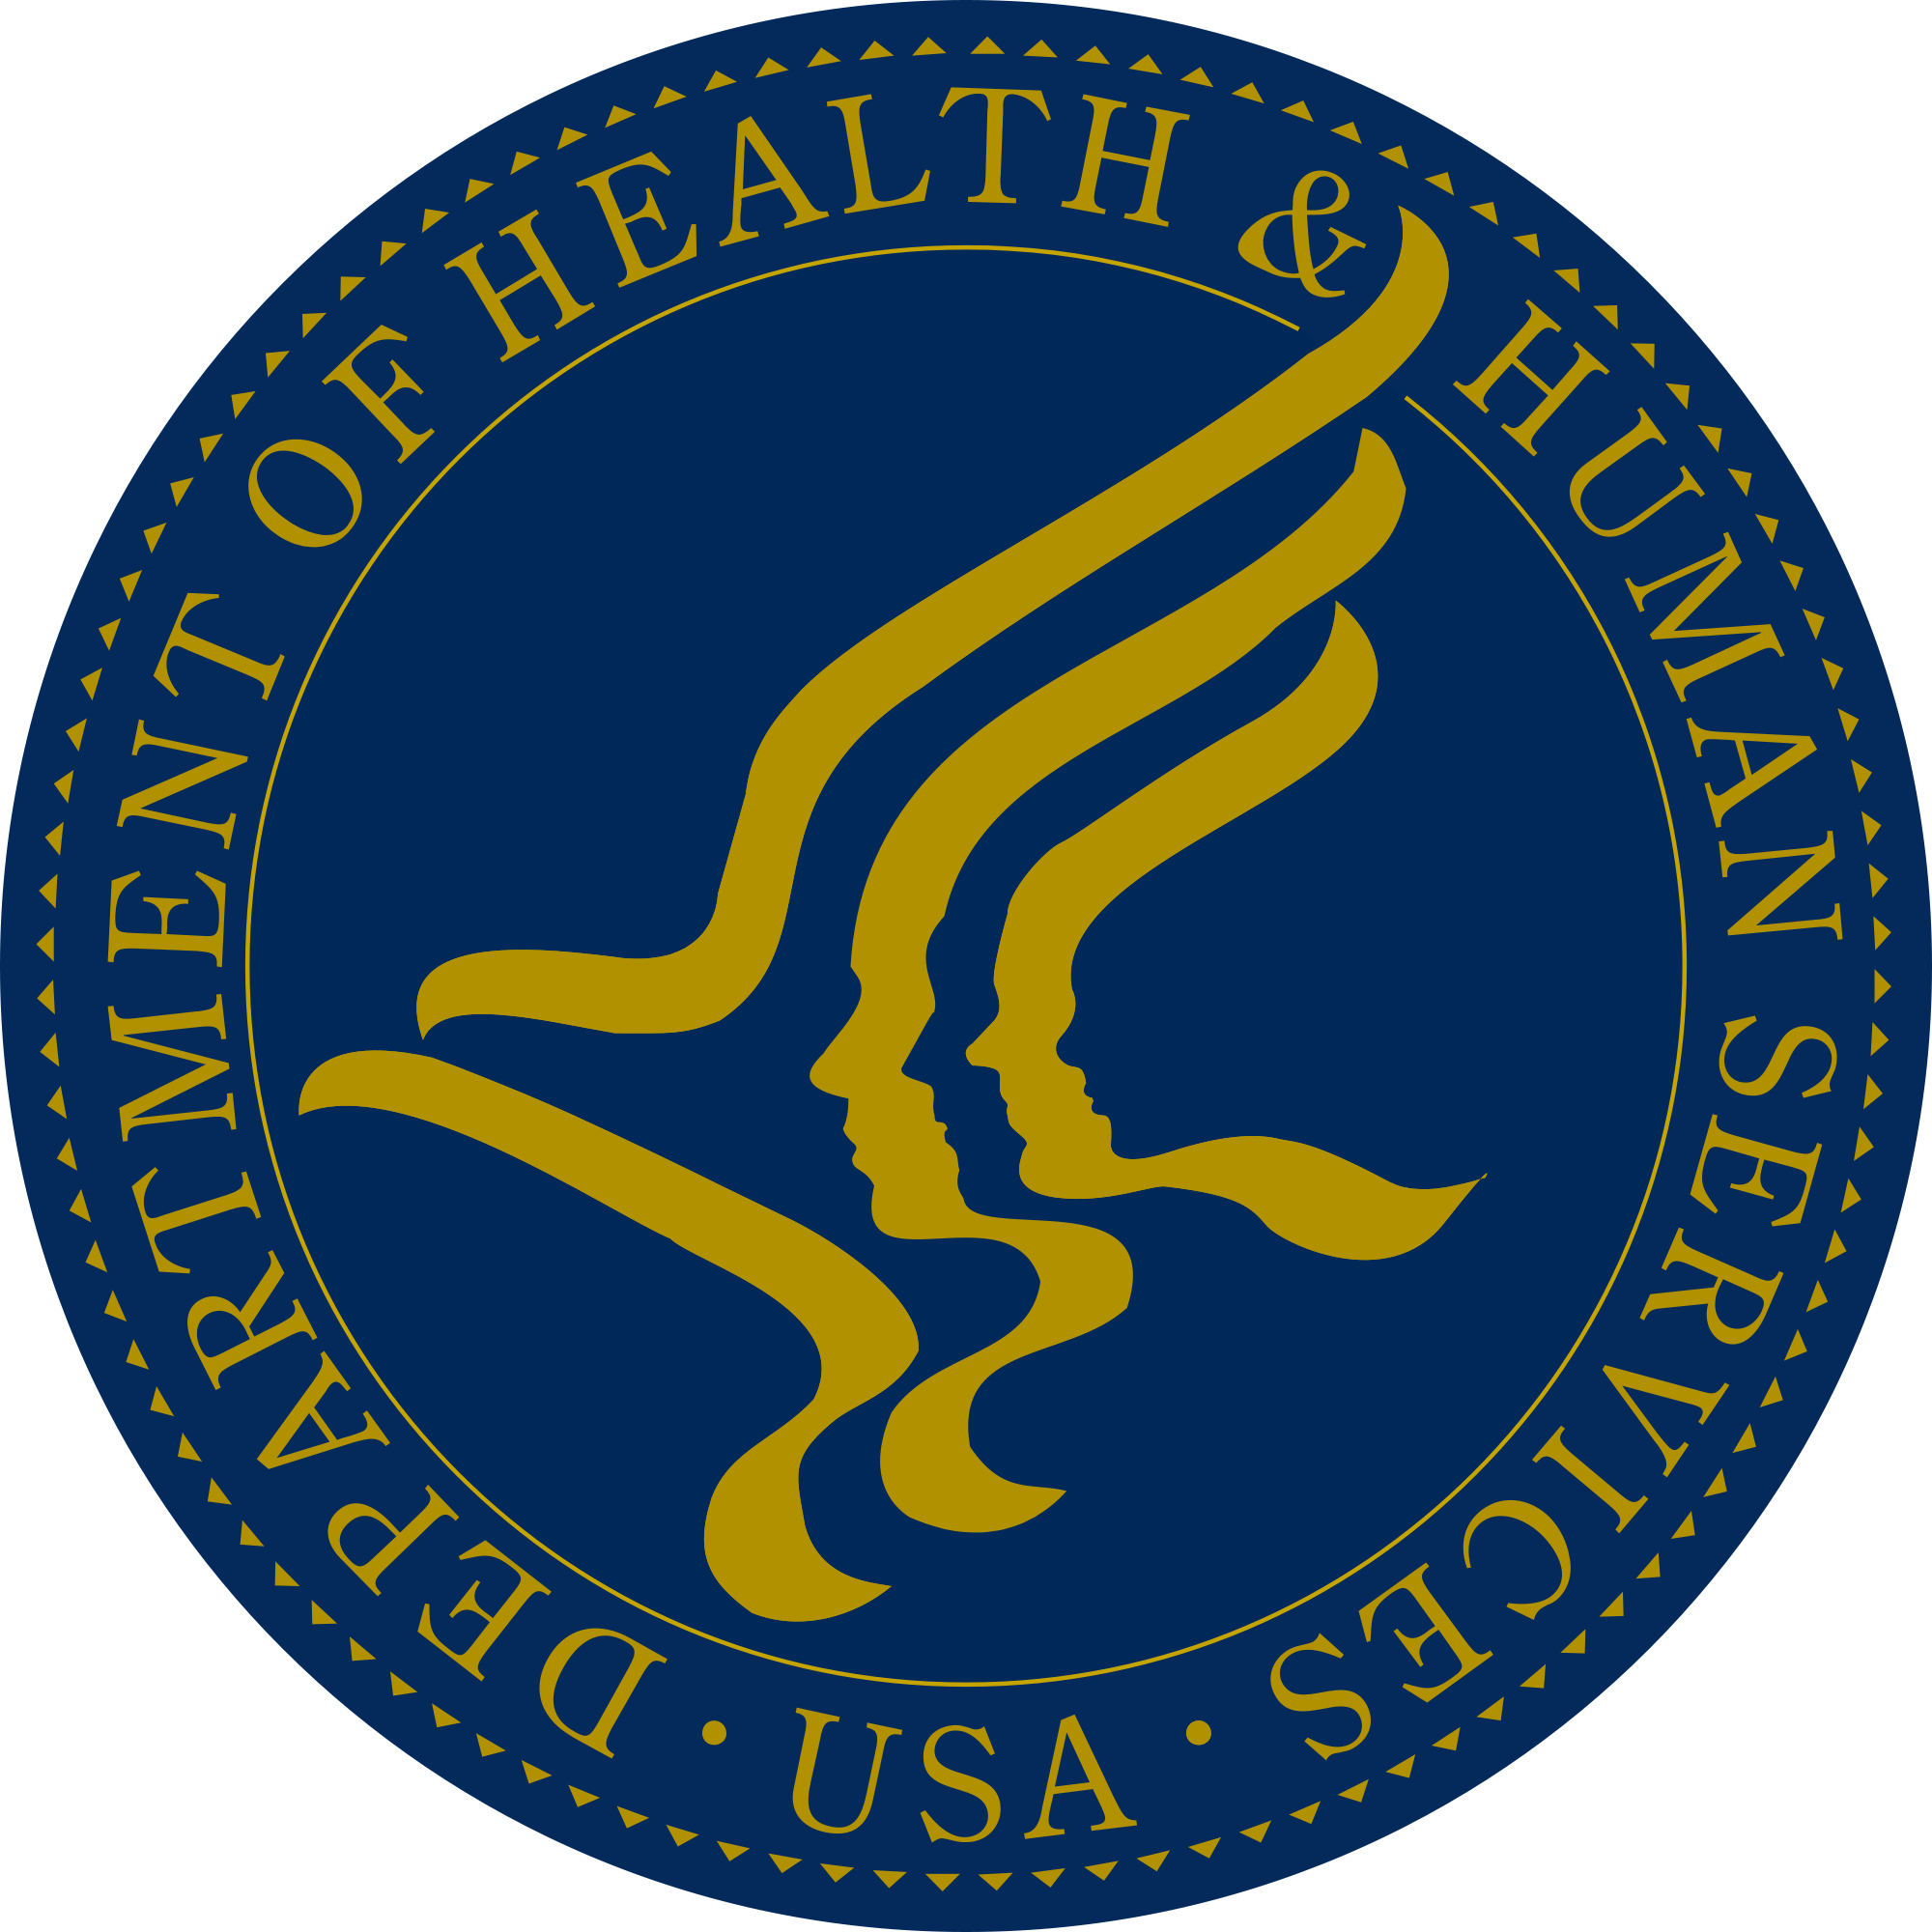 DEPARTMENT OF HEALTH & HUMAN SERVICES
· USA ·